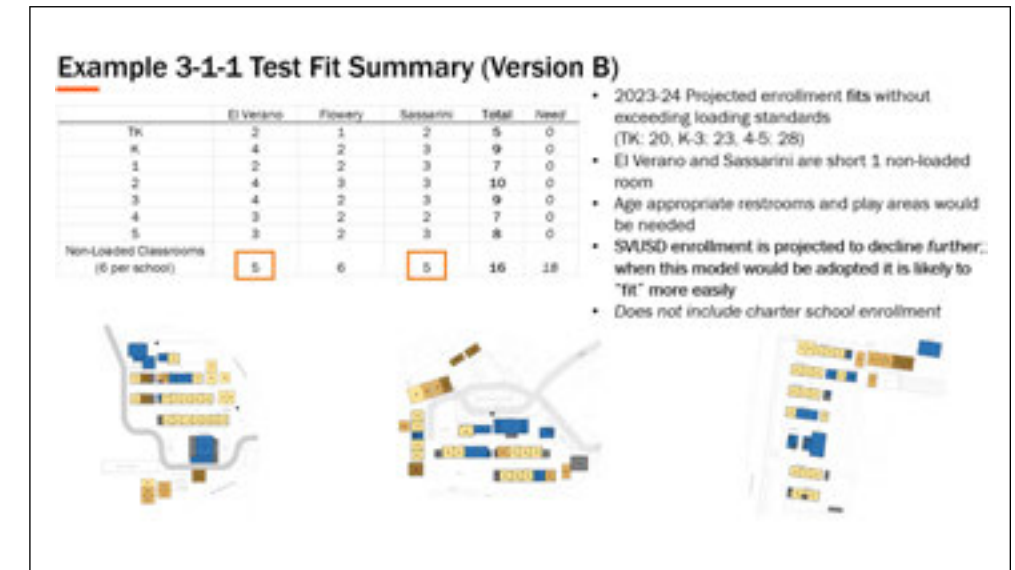 Example 3-1-1 Test Fit Summary (Version B)
El Verano Flowery Sassarini Total Need
TK 2 1 2 5 0
K 4 2 3 9 0
1 2 2 3 7 0
2 4 3 3 10 0
3 4 2 3 9 0
4 3 2 2 7 0
5 3 2 3 8 0
Non-Loaded Classrooms
(6 per school) 5 6 5 16 18
• 2023-24 Projected enrollment fits without
exceeding loading standards
(TK: 20, K-3: 23, 4-5: 28)
• El Verano and Sassarini are short 1 non-loaded
room
• Age appropriate restrooms and play areas would
be needed
• SVUSD enrollment is projected to decline further;
when this model would be adopted it is likely to
"fit" more easily
• Does not include charter school enrollment